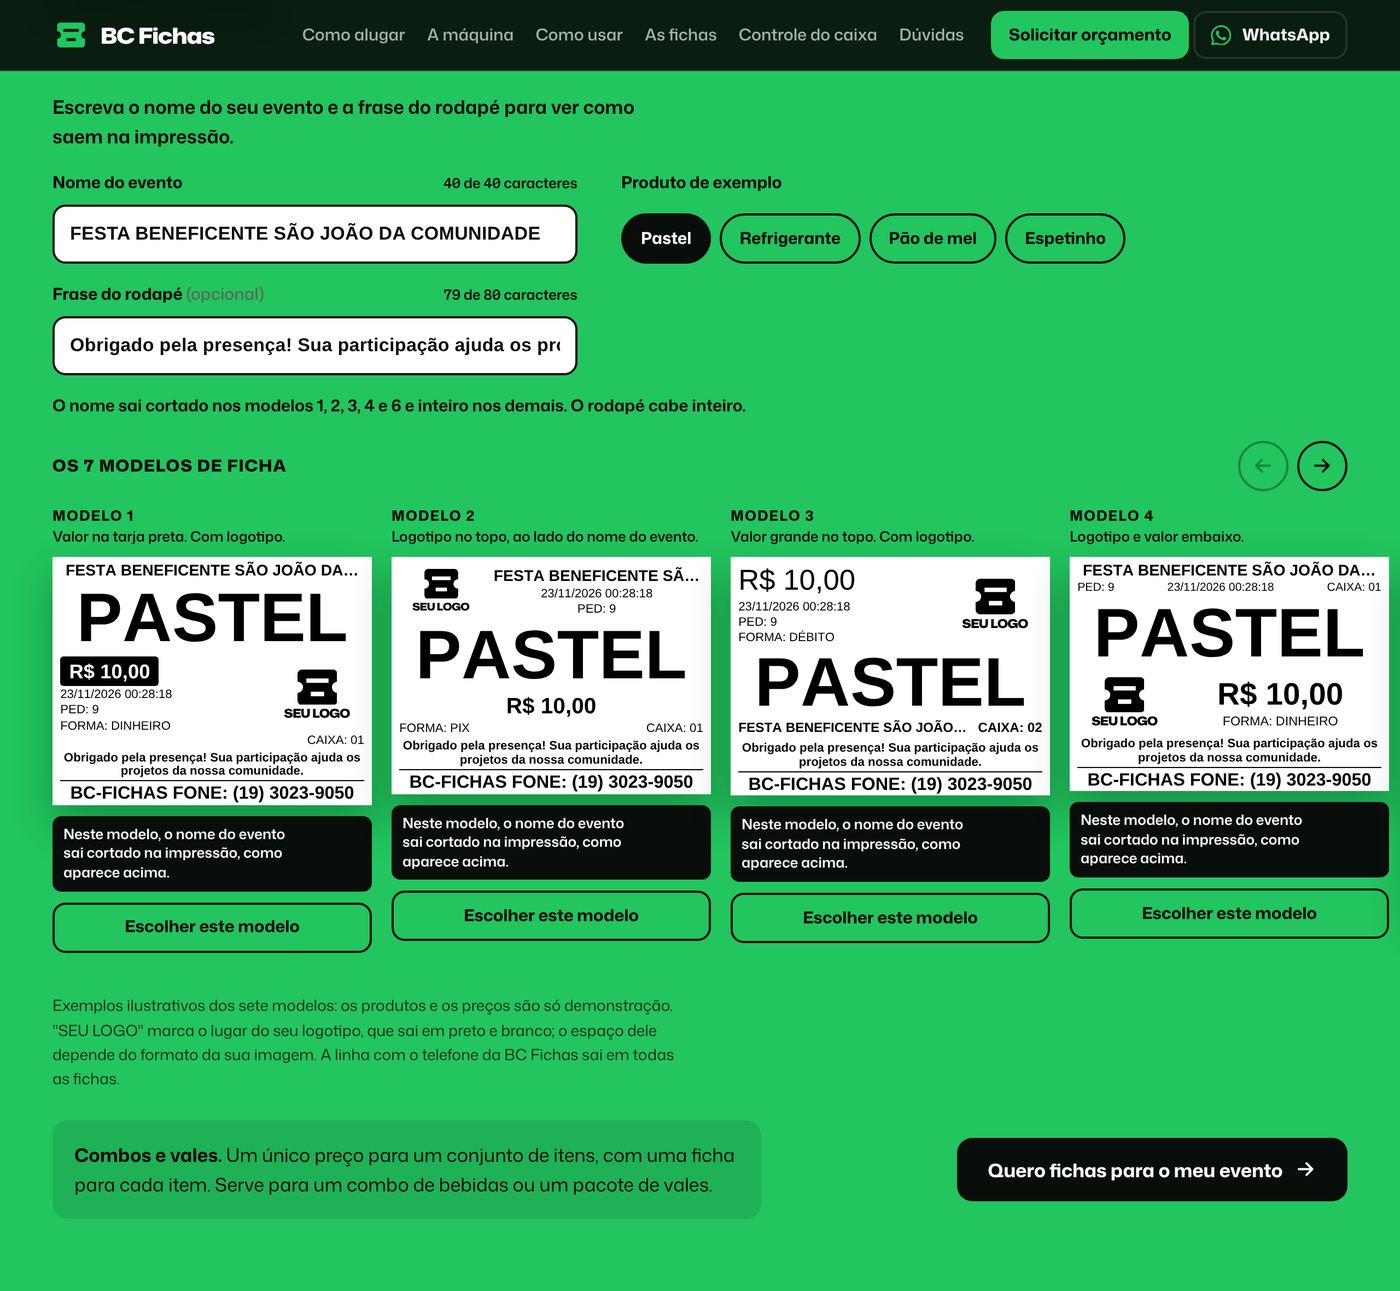 BC Fichas
Como alugar
A máquina
Como usar
As fichas
Controle do caixa
Dúvidas
Solicitar orçamento
WhatsApp
Escreva o nome do seu evento e a frase do rodapé para ver como
saem na impressão.
Nome do evento
40 de 40 caracteres
FESTA BENEFICENTE SÃO JOÃO DA COMUNIDADE
Produto de exemplo
Pastel
Refrigerante
Pão de mel
Espetinho
Frase do rodapé (opcional)
79 de 80 caracteres
Obrigado pela presença! Sua participação ajuda os pro
O nome sai cortado nos modelos 1, 2, 3, 4 e 6 e inteiro nos demais. O rodapé cabe inteiro.
OS 7 MODELOS DE FICHA
MODELO 1
Valor na tarja preta. Com logotipo.
FESTA BENEFICENTE SÃO JOÃO DA...
PASTEL
R$ 10,00
23/11/2026 00:28:18
PED: 9
FORMA: DINHEIRO
SEU LOGO
CAIXA: 01
Obrigado pela presença! Sua participação ajuda os
projetos da nossa comunidade.
BC-FICHAS FONE: (19) 3023-9050
Neste modelo, o nome do evento
sai cortado na impressão, como
aparece acima.
Escolher este modelo
MODELO 2
Logotipo no topo, ao lado do nome do evento.
SEU LOGO
FESTA BENEFICENTE SÃ...
23/11/2026 00:28:18
PED: 9
PASTEL
R$ 10,00
FORMA: PIX
CAIXA: 01
Obrigado pela presença! Sua participação ajuda os
projetos da nossa comunidade.
BC-FICHAS FONE: (19) 3023-9050
Neste modelo, o nome do evento
sai cortado na impressão, como
aparece acima.
Escolher este modelo
MODELO 3
Valor grande no topo. Com logotipo.
R$ 10,00
23/11/2026 00:28:18
PED: 9
FORMA: DÉBITO
SEU LOGO
PASTEL
FESTA BENEFICENTE SÃO JOÃO...
CAIXA: 02
Obrigado pela presença! Sua participação ajuda os
projetos da nossa comunidade.
BC-FICHAS FONE: (19) 3023-9050
Neste modelo, o nome do evento
sai cortado na impressão, como
aparece acima.
Escolher este modelo
MODELO 4
Logotipo e valor embaixo.
FESTA BENEFICENTE SÃO JOÃO DA...
PED: 9
23/11/2026 00:28:18
CAIXA: 01
PASTEL
SEU LOGO
R$ 10,00
FORMA: DINHEIRO
Obrigado pela presença! Sua participação ajuda os
projetos da nossa comunidade.
BC-FICHAS FONE: (19) 3023-9050
Neste modelo, o nome do evento
sai cortado na impressão, como
aparece acima.
Escolher este modelo
Exemplos ilustrativos dos sete modelos: os produtos e os preços são só demonstração.
"SEU LOGO" marca o lugar do seu logotipo, que sai em preto e branco; o espaço dele
depende do formato da sua imagem. A linha com o telefone da BC Fichas sai em todas
as fichas.
Combos e vales. Um único preço para um conjunto de itens, com uma ficha
para cada item. Serve para um combo de bebidas ou um pacote de vales.
Quero fichas para o meu evento